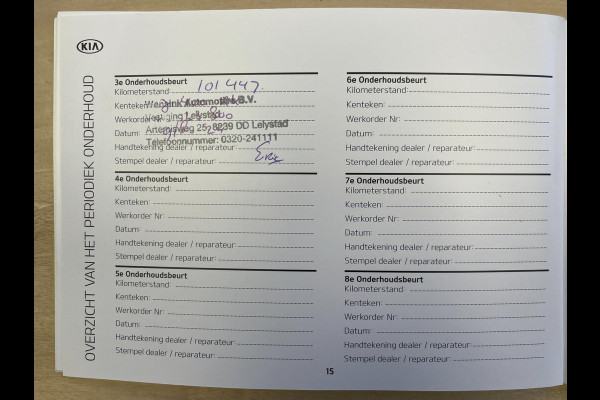 KIA
OVERZICHT VAN HET PERIODIEK ONDERHOUD
3e Onderhoudsbeurt
Kilometerstand: 101447
Kenteken:
Wengink Automotive B.V.
Vestiging Lelystad
Werkorder Nr:
Artemisweg 25, 8239 DD Lelystad
Datum:
Telefoonnummer: 0320-241111
Handtekening dealer / reparateur:
Stempel dealer / reparateur:
4e Onderhoudsbeurt
Kilometerstand:
Kenteken:
Werkorder Nr:
Datum:
Handtekening dealer / reparateur:
Stempel dealer / reparateur:
5e Onderhoudsbeurt
Kilometerstand:
Kenteken:
Werkorder Nr:
Datum:
Handtekening dealer / reparateur:
Stempel dealer / reparateur:
6e Onderhoudsbeurt
Kilometerstand:
Kenteken:
Werkorder Nr:
Datum:
Handtekening dealer / reparateur:
Stempel dealer / reparateur:
7e Onderhoudsbeurt
Kilometerstand:
Kenteken:
Werkorder Nr:
Datum:
Handtekening dealer / reparateur:
Stempel dealer / reparateur:
8e Onderhoudsbeurt
Kilometerstand:
Kenteken:
Werkorder Nr:
Datum:
Handtekening dealer / reparateur:
Stempel dealer / reparateur:
15